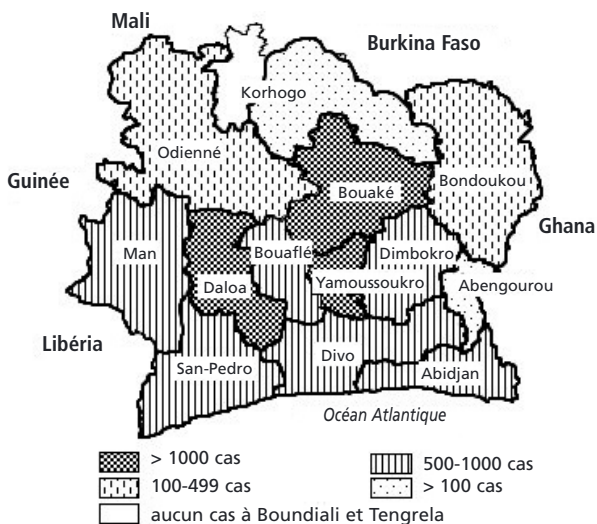 Mali
Burkina Faso
Korhogo
Odienné
Guinée
Bouaké
Bondoukou
Ghana
Man
Bouaflé
Dimbokro
Daloa
Yamoussoukro
Abengourou
Libéria
San-Pedro
Divo
Abidjan
Océan Atlantique
> 1000 cas
500-1000 cas
100-499 cas
> 100 cas
aucun cas à Boundiali et Tengrela